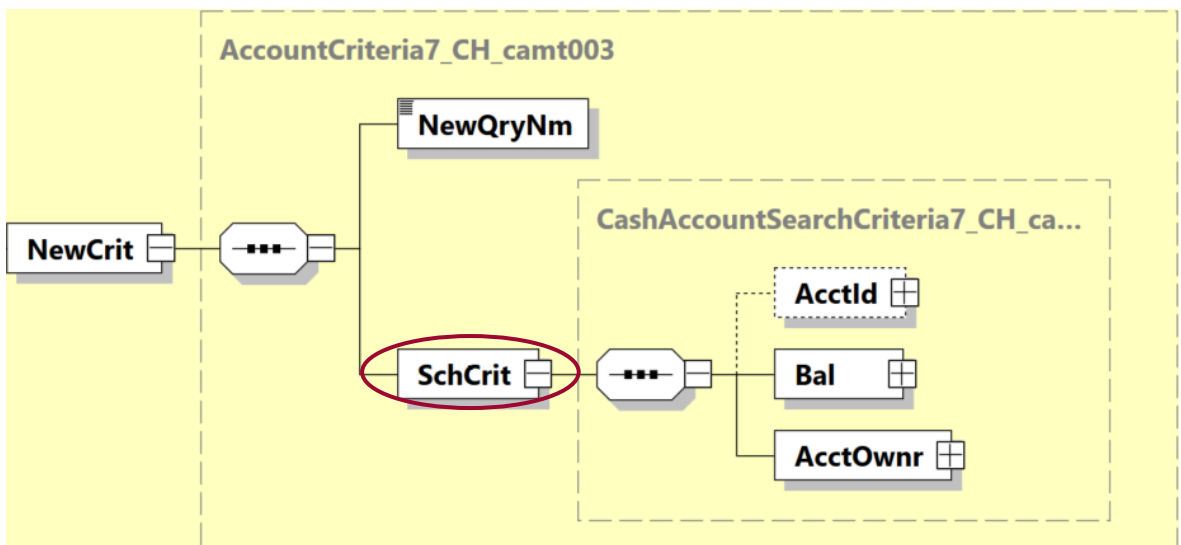 AccountCriteria7_CH_camt003
NewQryNm
CashAccountSearchCriteria7_CH_ca...
NewCrit
AcctId
SchCrit
Bal
AcctOwnr